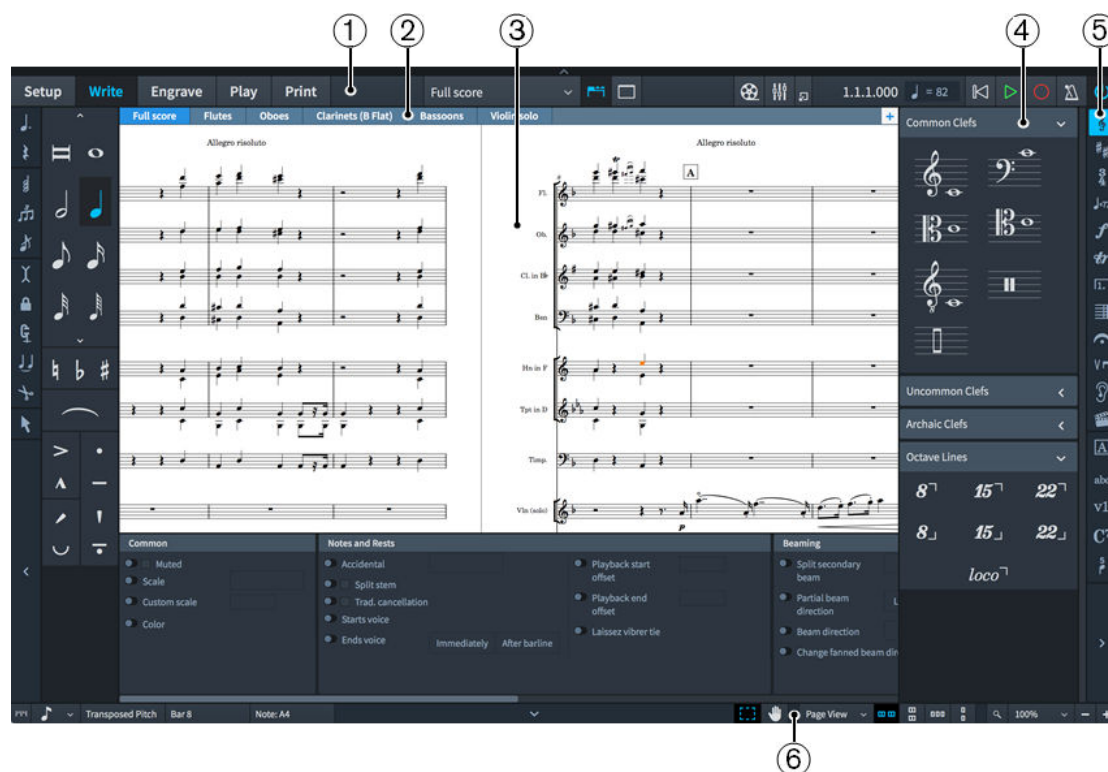 1 2 3 4 5
Setup Write Engrave Play Print Full score 1.1.1.000 = 82
Full score Flutes Oboes Clarinets (B Flat) Bassoons Violin solo + Common Clefs
Allegro risoluto Allegro risoluto
A
Fl.
Ob.
Cl. in B♭
Bsn
Hn in F
Uncommon Clefs
Tpt in D
Archaic Clefs
Timp.
Octave Lines
8 15 22
Vln (solo)
p
8 15 22
loco
Common Notes and Rests Beaming
Muted Accidental Playback start offset Split secondary beam
Scale Split stem
Custom scale Trad. cancellation Playback end offset Partial beam direction L
Color Starts voice Laissez vibrer tie Beam direction
Ends voice Immediately After barline Change fanned beam dire
Transposed Pitch Bar 8 Note: A4 Page View 100%
6